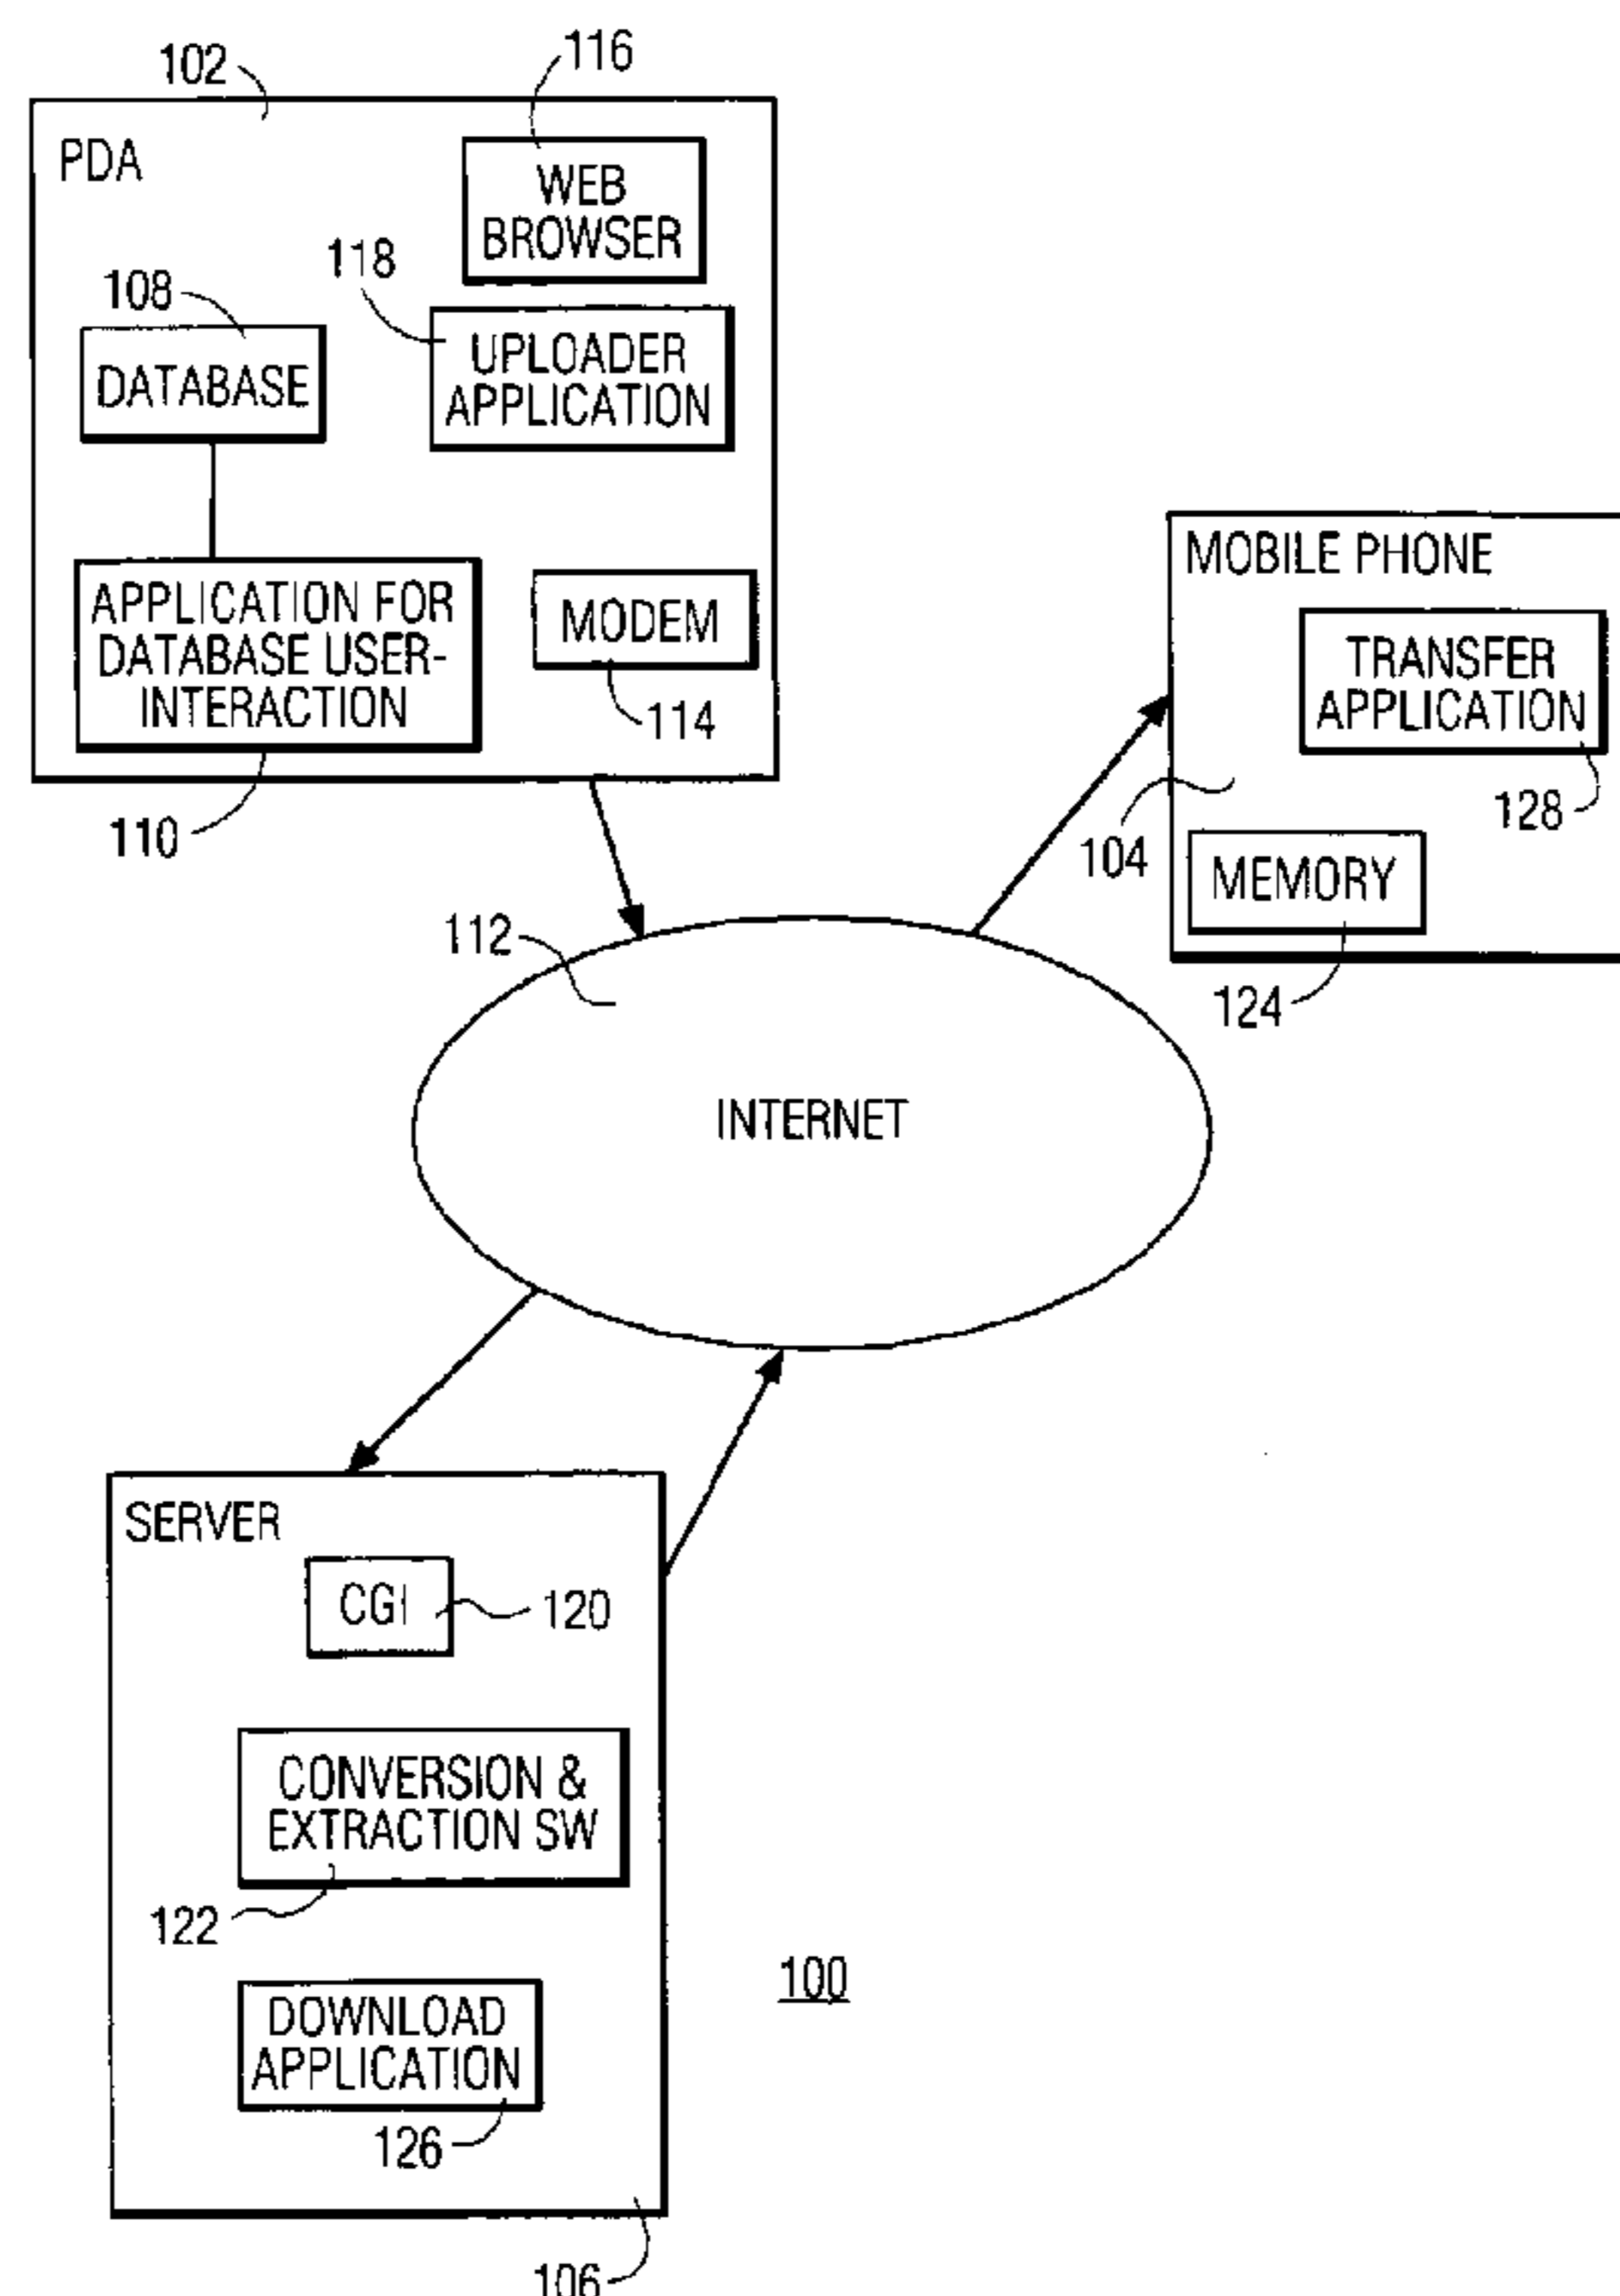 102
116
PDA
WEB
BROWSER
118
108
UPLOADER
APPLICATION
DATABASE
APPLICATION FOR
DATABASE USER-
INTERACTION
MODEM
114
110
MOBILE PHONE
TRANSFER
APPLICATION
128
104
MEMORY
124
112
INTERNET
SERVER
CGI
120
CONVERSION &
EXTRACTION SW
122
100
DOWNLOAD
APPLICATION
126
106